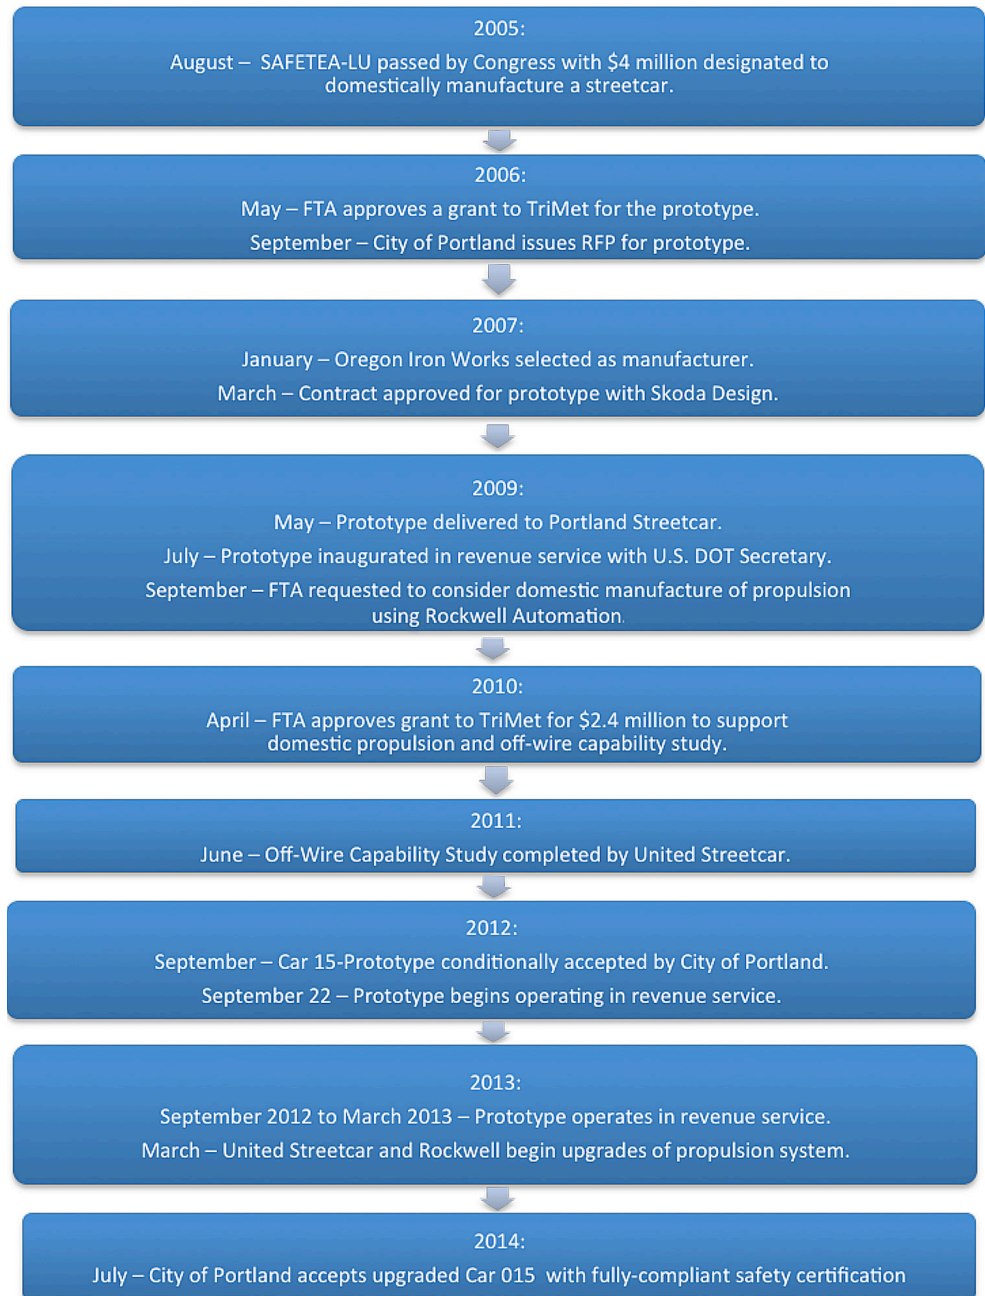 2005:
August – SAFETEA-LU passed by Congress with $4 million designated to
domestically manufacture a streetcar.
2006:
May – FTA approves a grant to TriMet for the prototype.
September – City of Portland issues RFP for prototype.
2007:
January – Oregon Iron Works selected as manufacturer.
March – Contract approved for prototype with Skoda Design.
2009:
May – Prototype delivered to Portland Streetcar.
July – Prototype inaugurated in revenue service with U.S. DOT Secretary.
September – FTA requested to consider domestic manufacture of propulsion
using Rockwell Automation.
2010:
April – FTA approves grant to TriMet for $2.4 million to support
domestic propulsion and off-wire capability study.
2011:
June – Off-Wire Capability Study completed by United Streetcar.
2012:
September – Car 15-Prototype conditionally accepted by City of Portland.
September 22 – Prototype begins operating in revenue service.
2013:
September 2012 to March 2013 – Prototype operates in revenue service.
March – United Streetcar and Rockwell begin upgrades of propulsion system.
2014:
July – City of Portland accepts upgraded Car 015 with fully-compliant safety certification